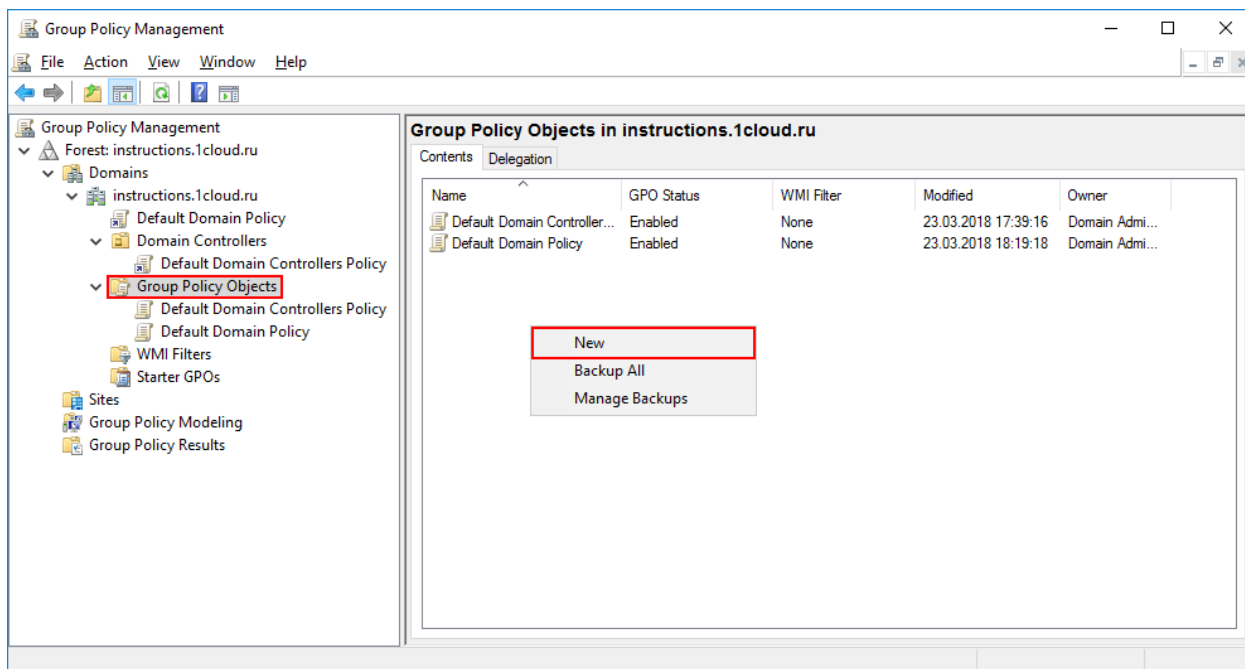 Group Policy Management
File Action View Window Help
Group Policy Management
Forest: instructions.1cloud.ru
Domains
instructions.1cloud.ru
Default Domain Policy
Domain Controllers
Default Domain Controllers Policy
Group Policy Objects
Default Domain Controllers Policy
Default Domain Policy
WMI Filters
Starter GPOs
Sites
Group Policy Modeling
Group Policy Results
Group Policy Objects in instructions.1cloud.ru
Contents Delegation
Name GPO Status WMI Filter Modified Owner
Default Domain Controller... Enabled None 23.03.2018 17:39:16 Domain Admi...
Default Domain Policy Enabled None 23.03.2018 18:19:18 Domain Admi...
New
Backup All
Manage Backups